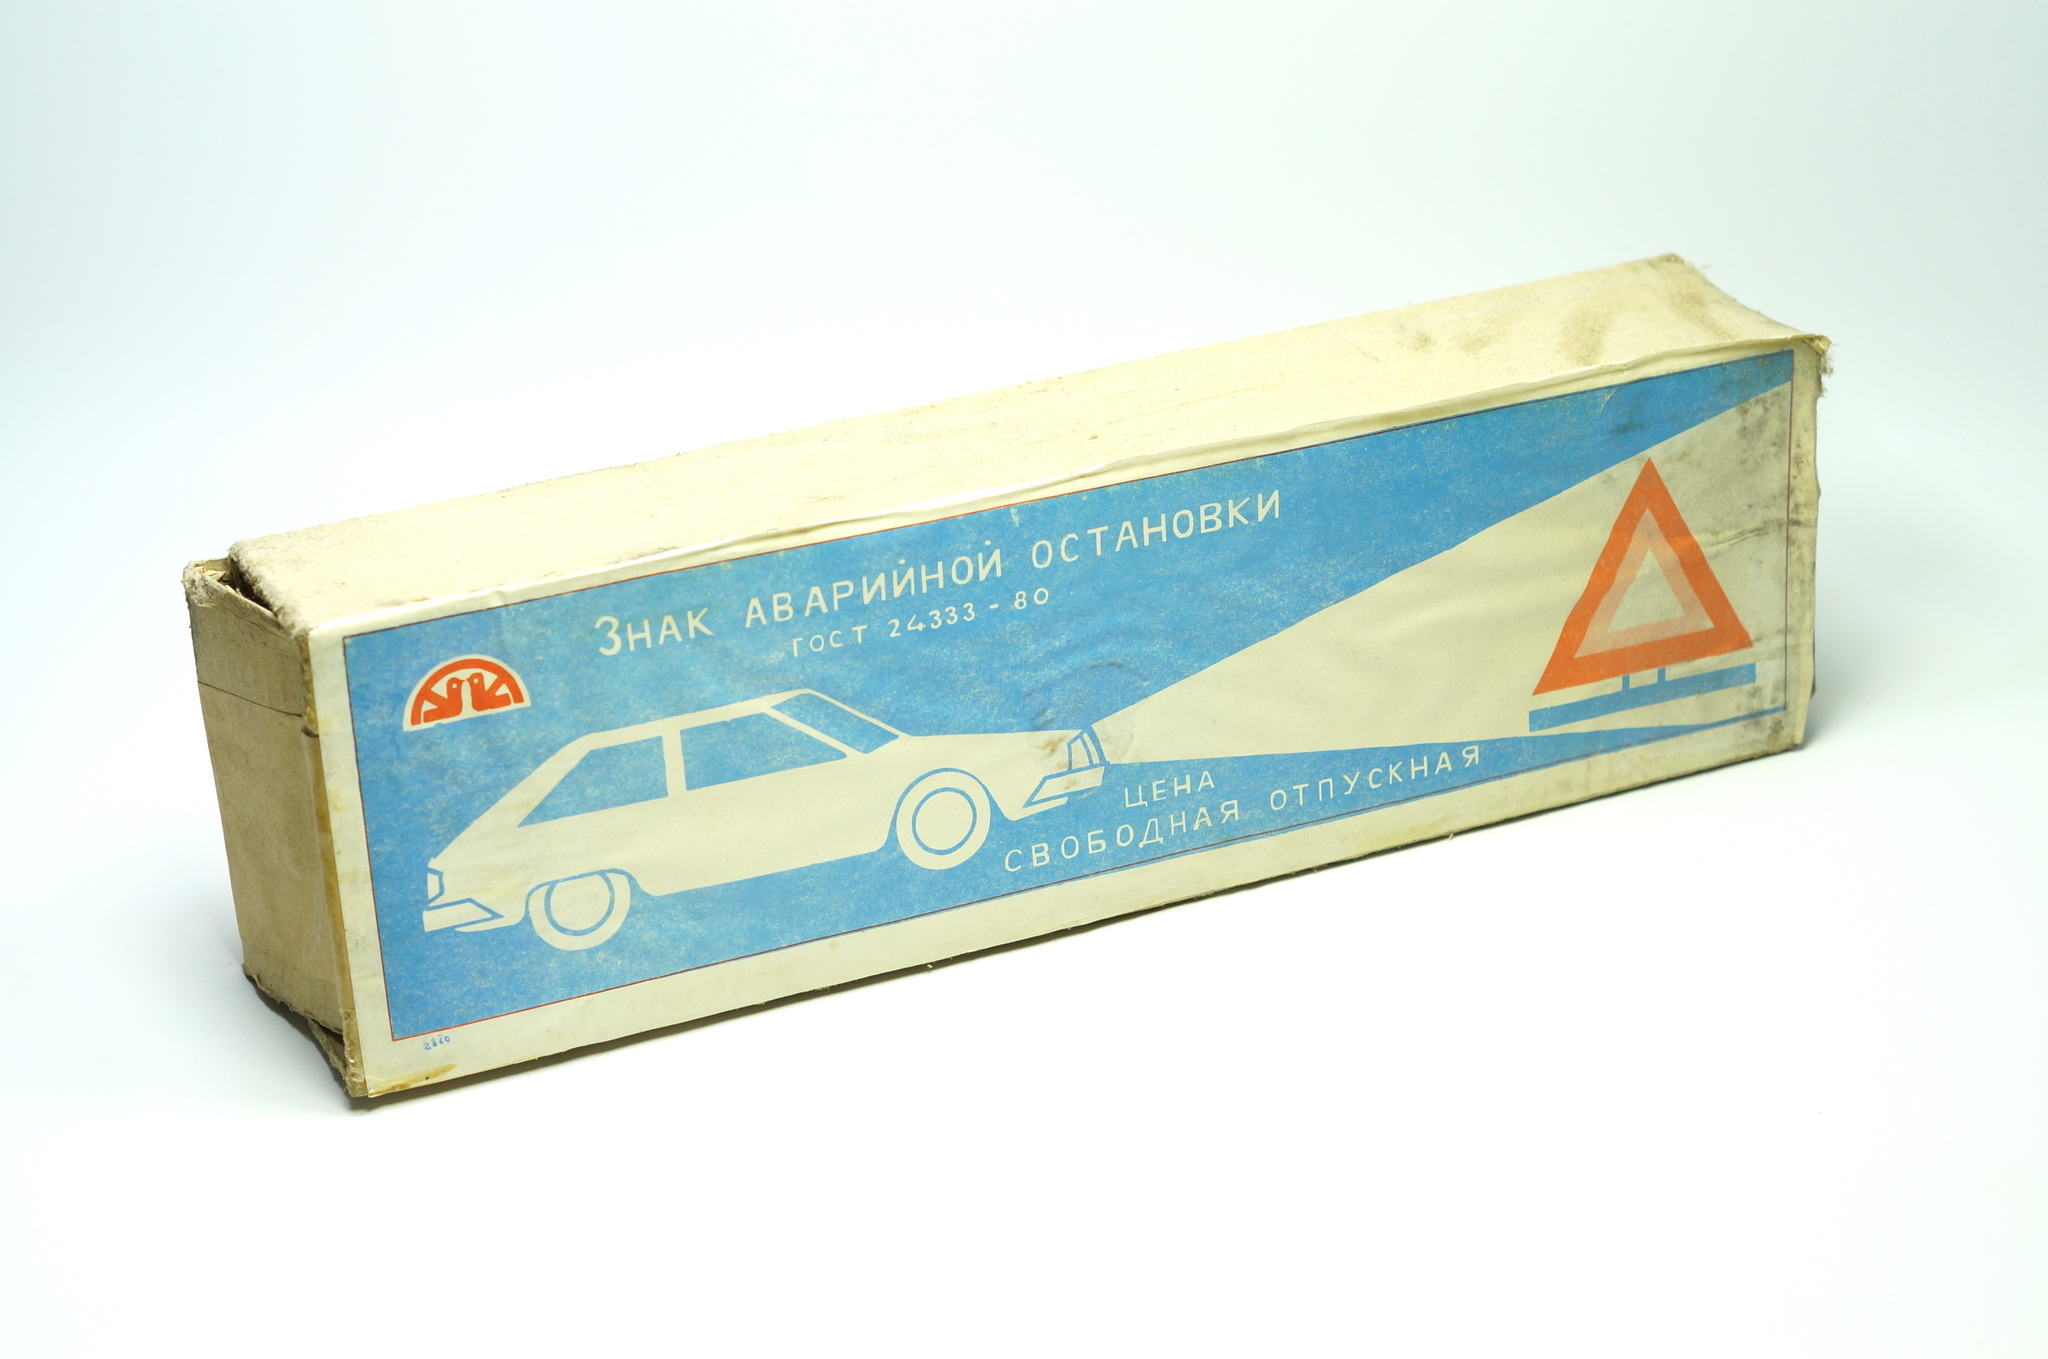 Знак аварийной остановки
ГОСТ 24333-80
ЦЕНА
СВОБОДНАЯ ОТПУСКНАЯ